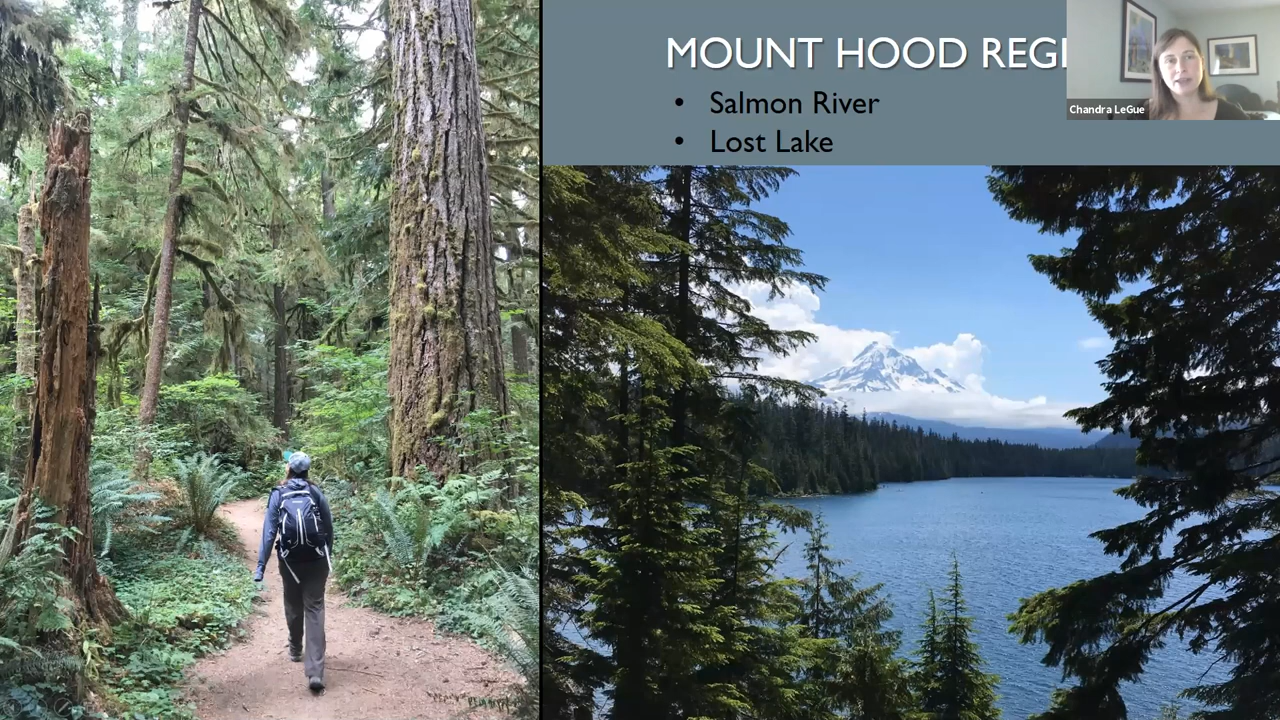 MOUNT HOOD REGI
• Salmon River
• Lost Lake
Chandra LeGue